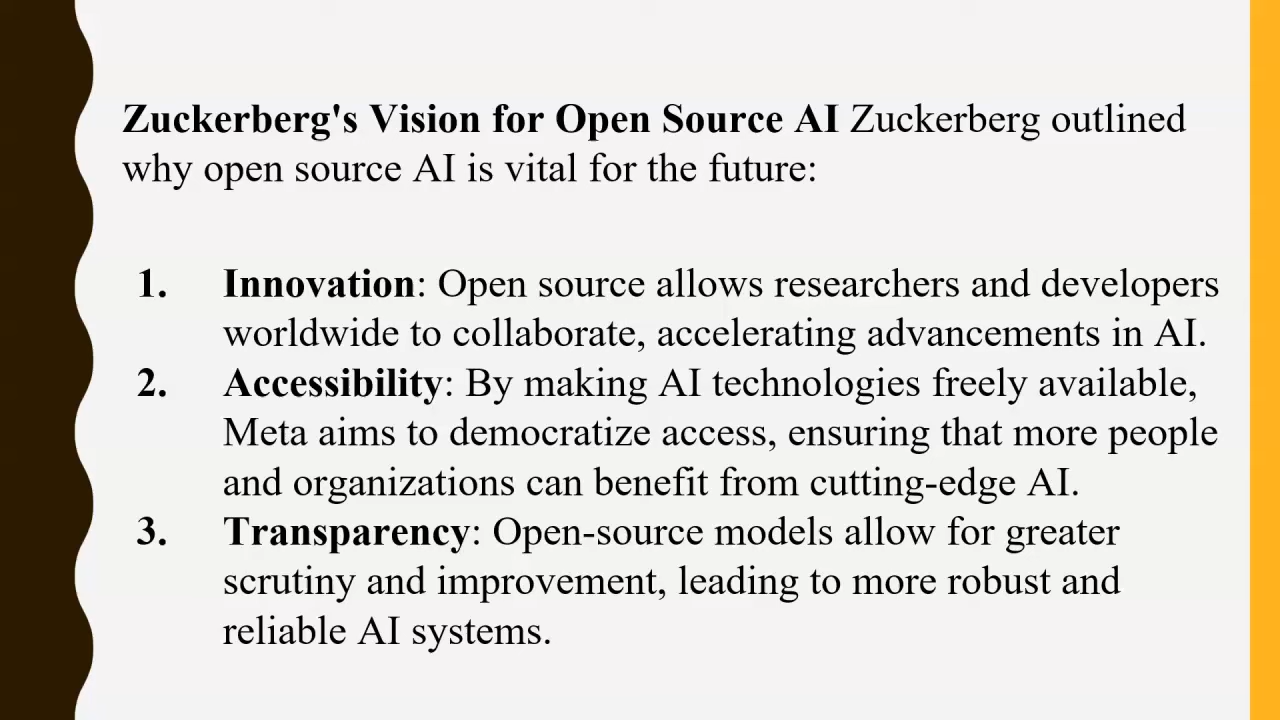 Zuckerberg's Vision for Open Source AI Zuckerberg outlined
why open source AI is vital for the future:
1. Innovation: Open source allows researchers and developers
worldwide to collaborate, accelerating advancements in AI.
2. Accessibility: By making AI technologies freely available,
Meta aims to democratize access, ensuring that more people
and organizations can benefit from cutting-edge AI.
3. Transparency: Open-source models allow for greater
scrutiny and improvement, leading to more robust and
reliable AI systems.